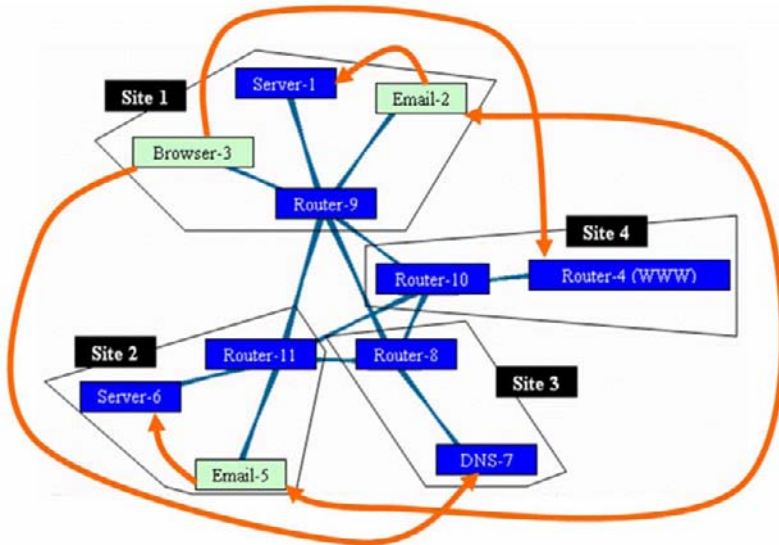 Server-1
Site 1
Email-2
Browser-3
Router-9
Site 4
Router-10
Router-4 (WWW)
Site 2
Router-11
Router-8
Site 3
Server-6
Email-5
DNS-7